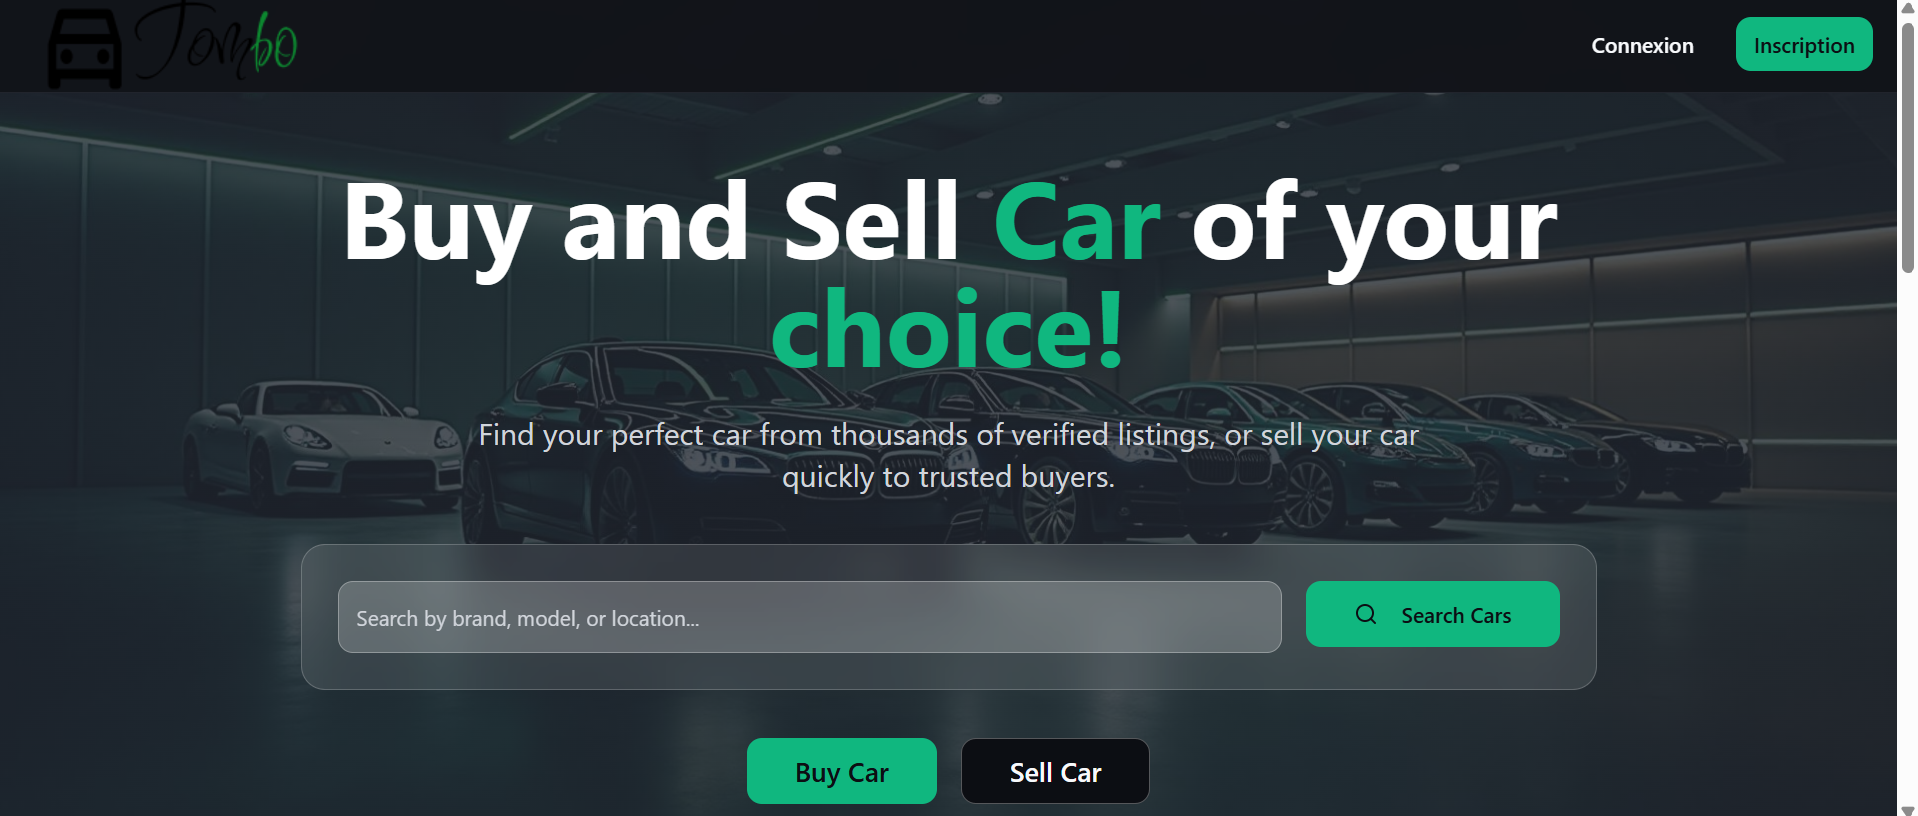 Tombo
Connexion
Inscription
Buy and Sell Car of your
choice!
Find your perfect car from thousands of verified listings, or sell your car
quickly to trusted buyers.
Search by brand, model, or location...
Search Cars
Buy Car
Sell Car